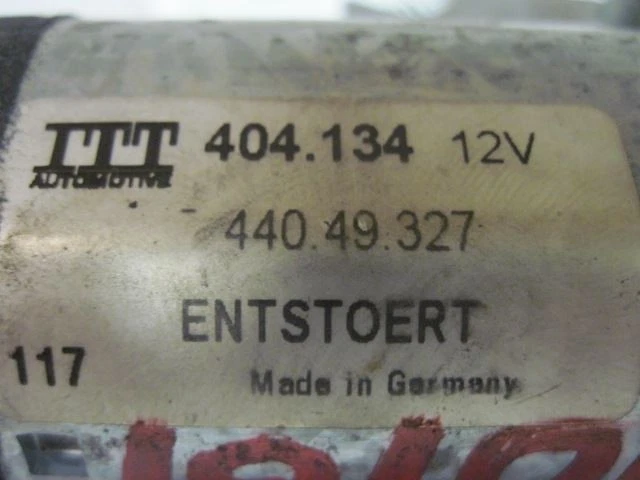 ITT 404.134 12V
AUTOMOTIVE
440.49.327
ENTSTOERT
117
Made in Germany